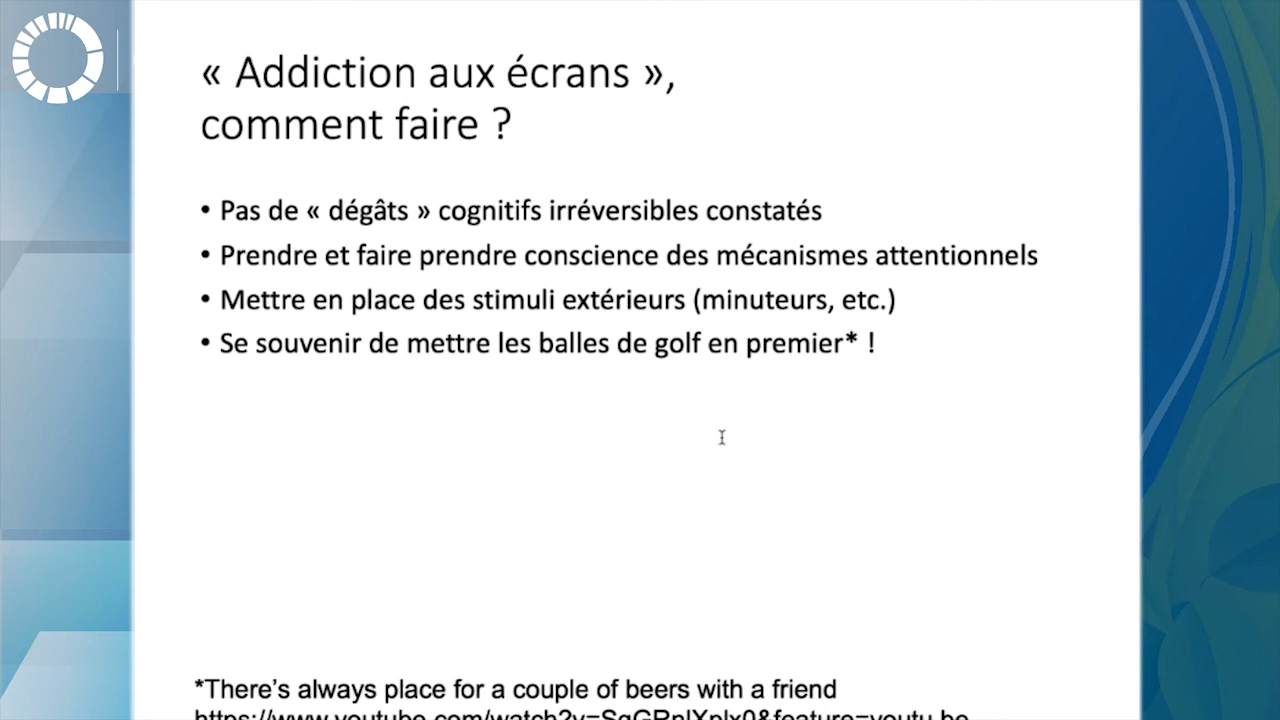 « Addiction aux écrans »,
comment faire ?
• Pas de « dégâts » cognitifs irréversibles constatés
• Prendre et faire prendre conscience des mécanismes attentionnels
• Mettre en place des stimuli extérieurs (minuteurs, etc.)
• Se souvenir de mettre les balles de golf en premier* !
*There’s always place for a couple of beers with a friend